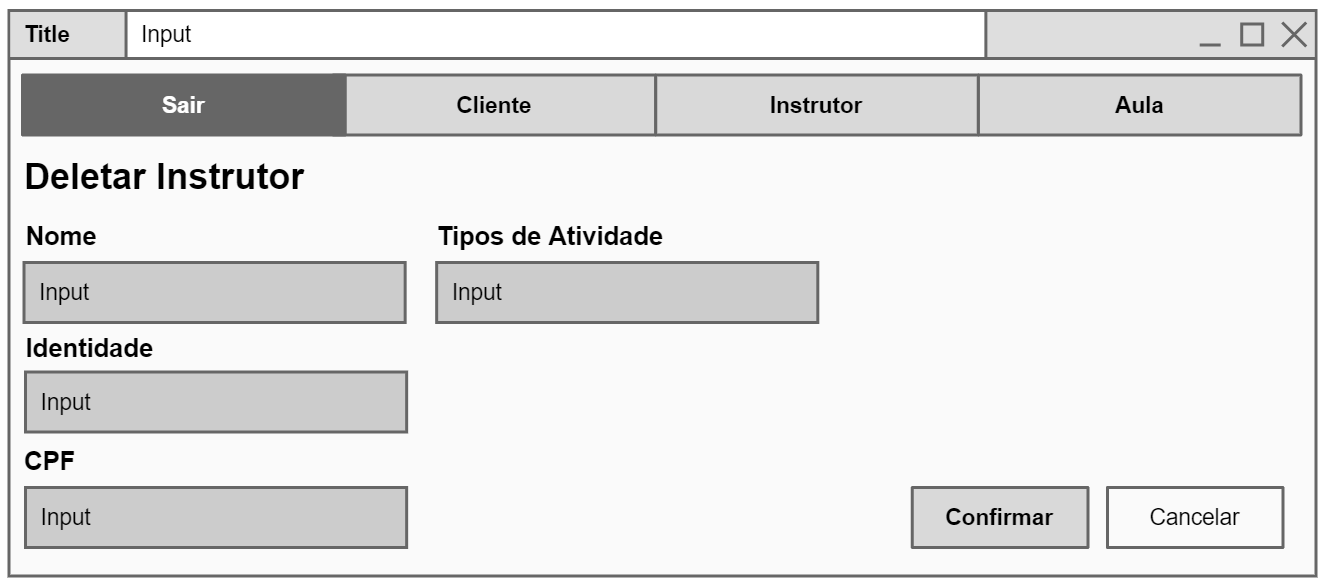 Title Input
Sair Cliente Instrutor Aula
Deletar Instrutor
Nome Tipos de Atividade
Input Input
Identidade
Input
CPF
Input Confirmar Cancelar